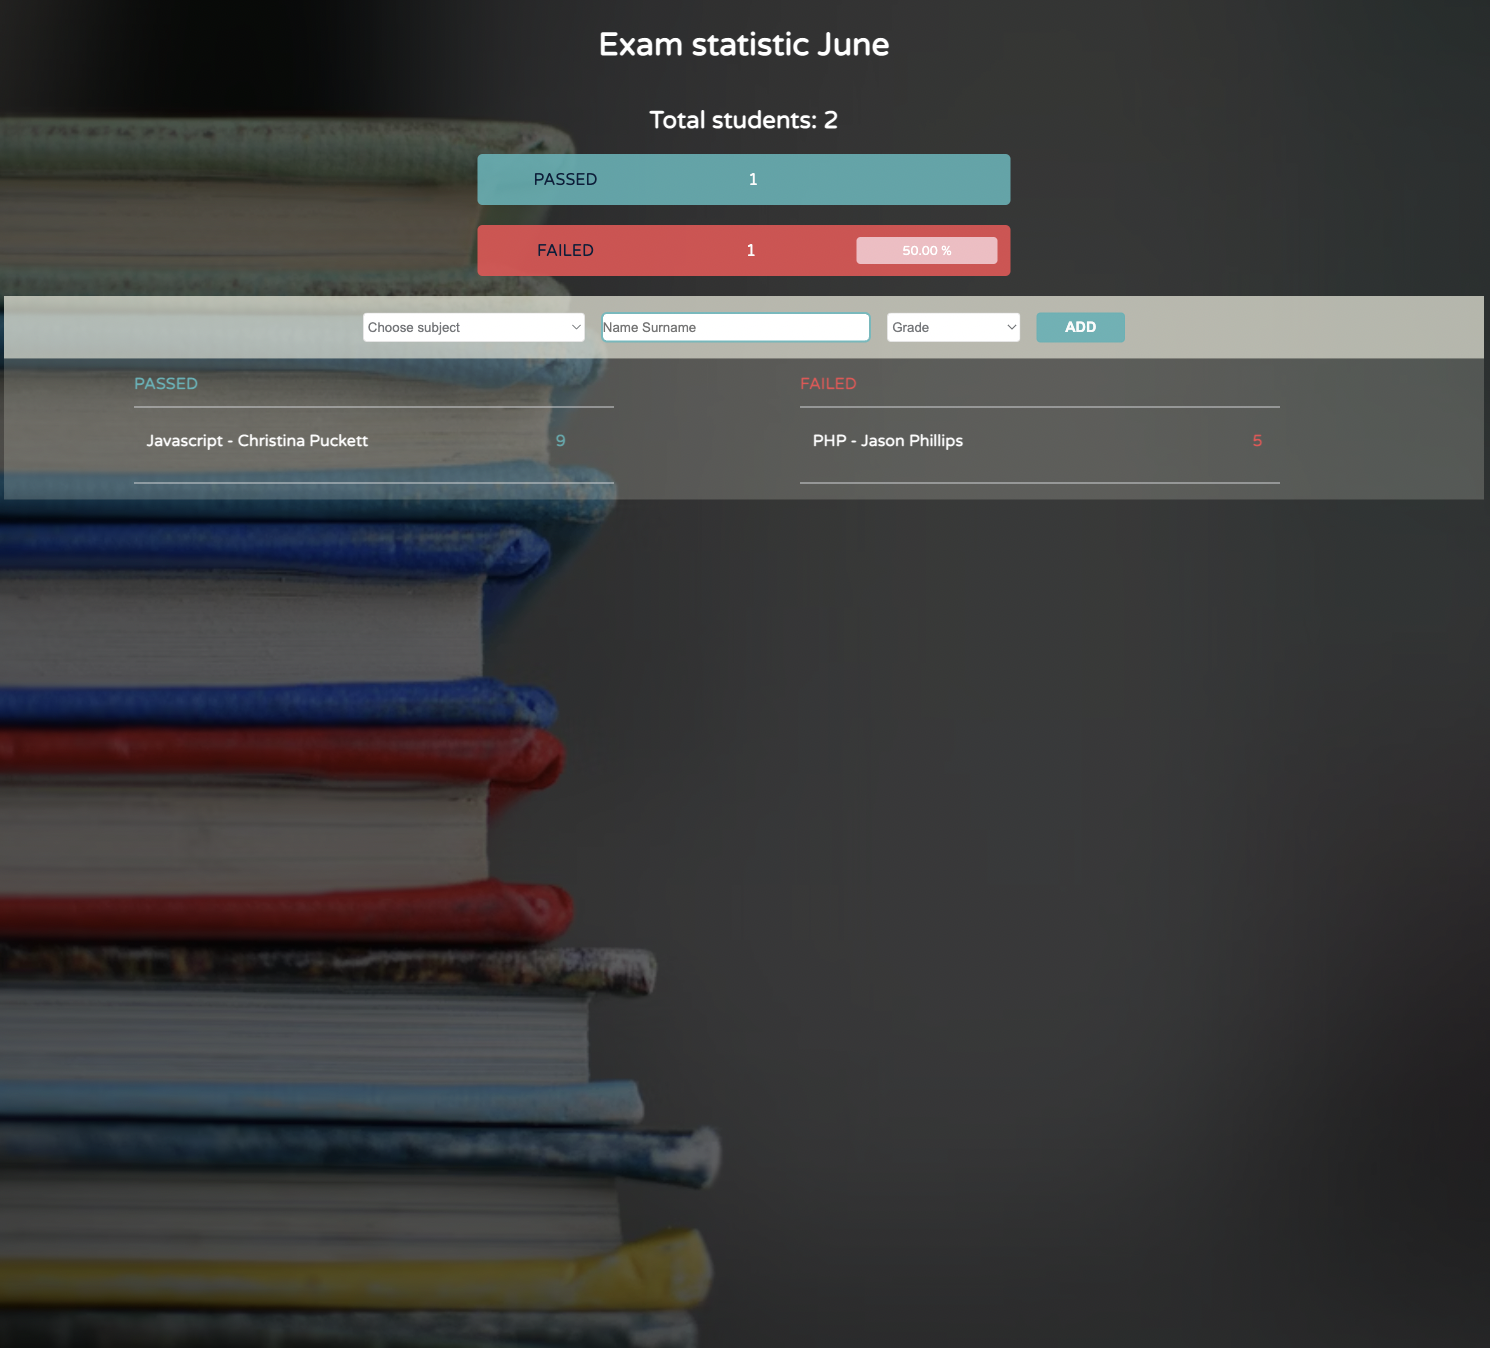 Exam statistic June
Total students: 2
PASSED 1
FAILED 1 50.00 %
Choose subject Name Surname Grade ADD
PASSED FAILED
Javascript - Christina Puckett 9 PHP - Jason Phillips 5